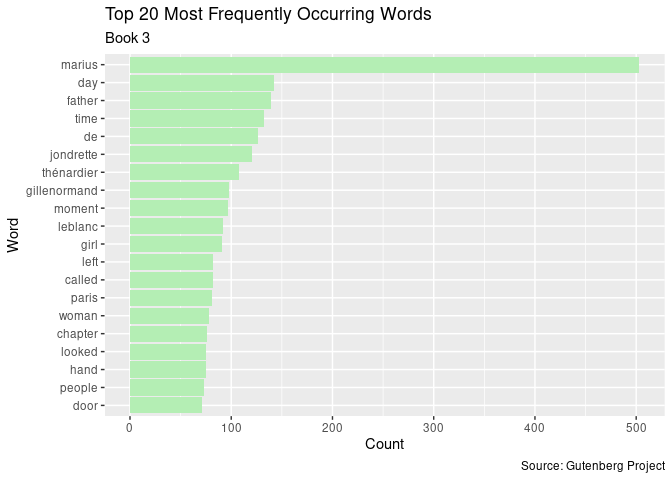 Top 20 Most Frequently Occurring Words
Book 3
marius
day
father
time
de
jondrette
thénardier
gillenormand
moment
leblanc
girl
left
called
paris
woman
chapter
looked
hand
people
door
Word
0 100 200 300 400 500
Count
Source: Gutenberg Project